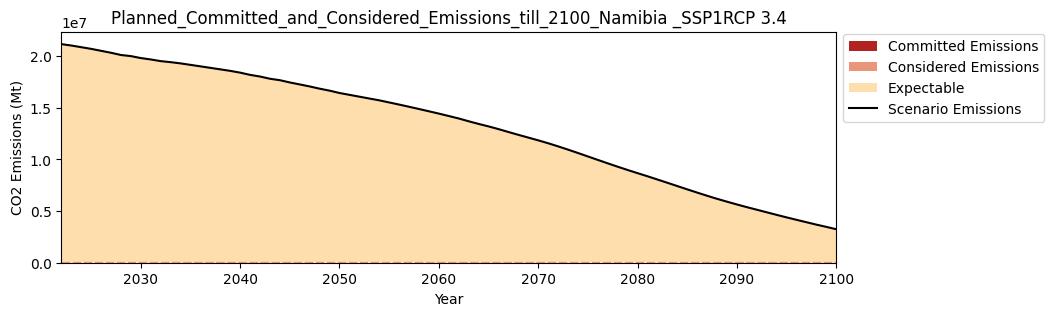 Planned_Committed_and_Considered_Emissions_till_2100_Namibia _SSP1RCP 3.4
1e7
CO2 Emissions (Mt)
2.0
1.5
1.0
0.5
0.0
2030 2040 2050 2060 2070 2080 2090 2100
Year
Committed Emissions
Considered Emissions
Expectable
Scenario Emissions